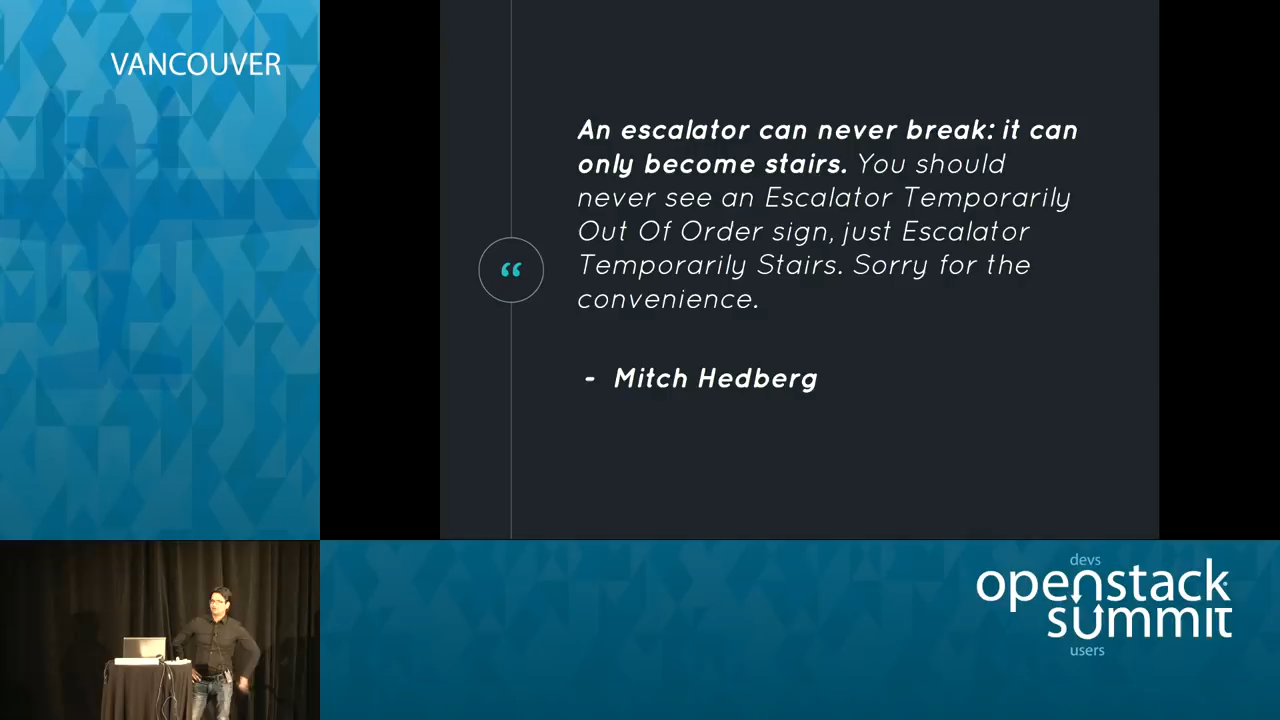 VANCOUVER
An escalator can never break: it can
only become stairs. You should
never see an Escalator Temporarily
Out Of Order sign, just Escalator
Temporarily Stairs. Sorry for the
convenience.
“
- Mitch Hedberg
devs
openstack
summit
users